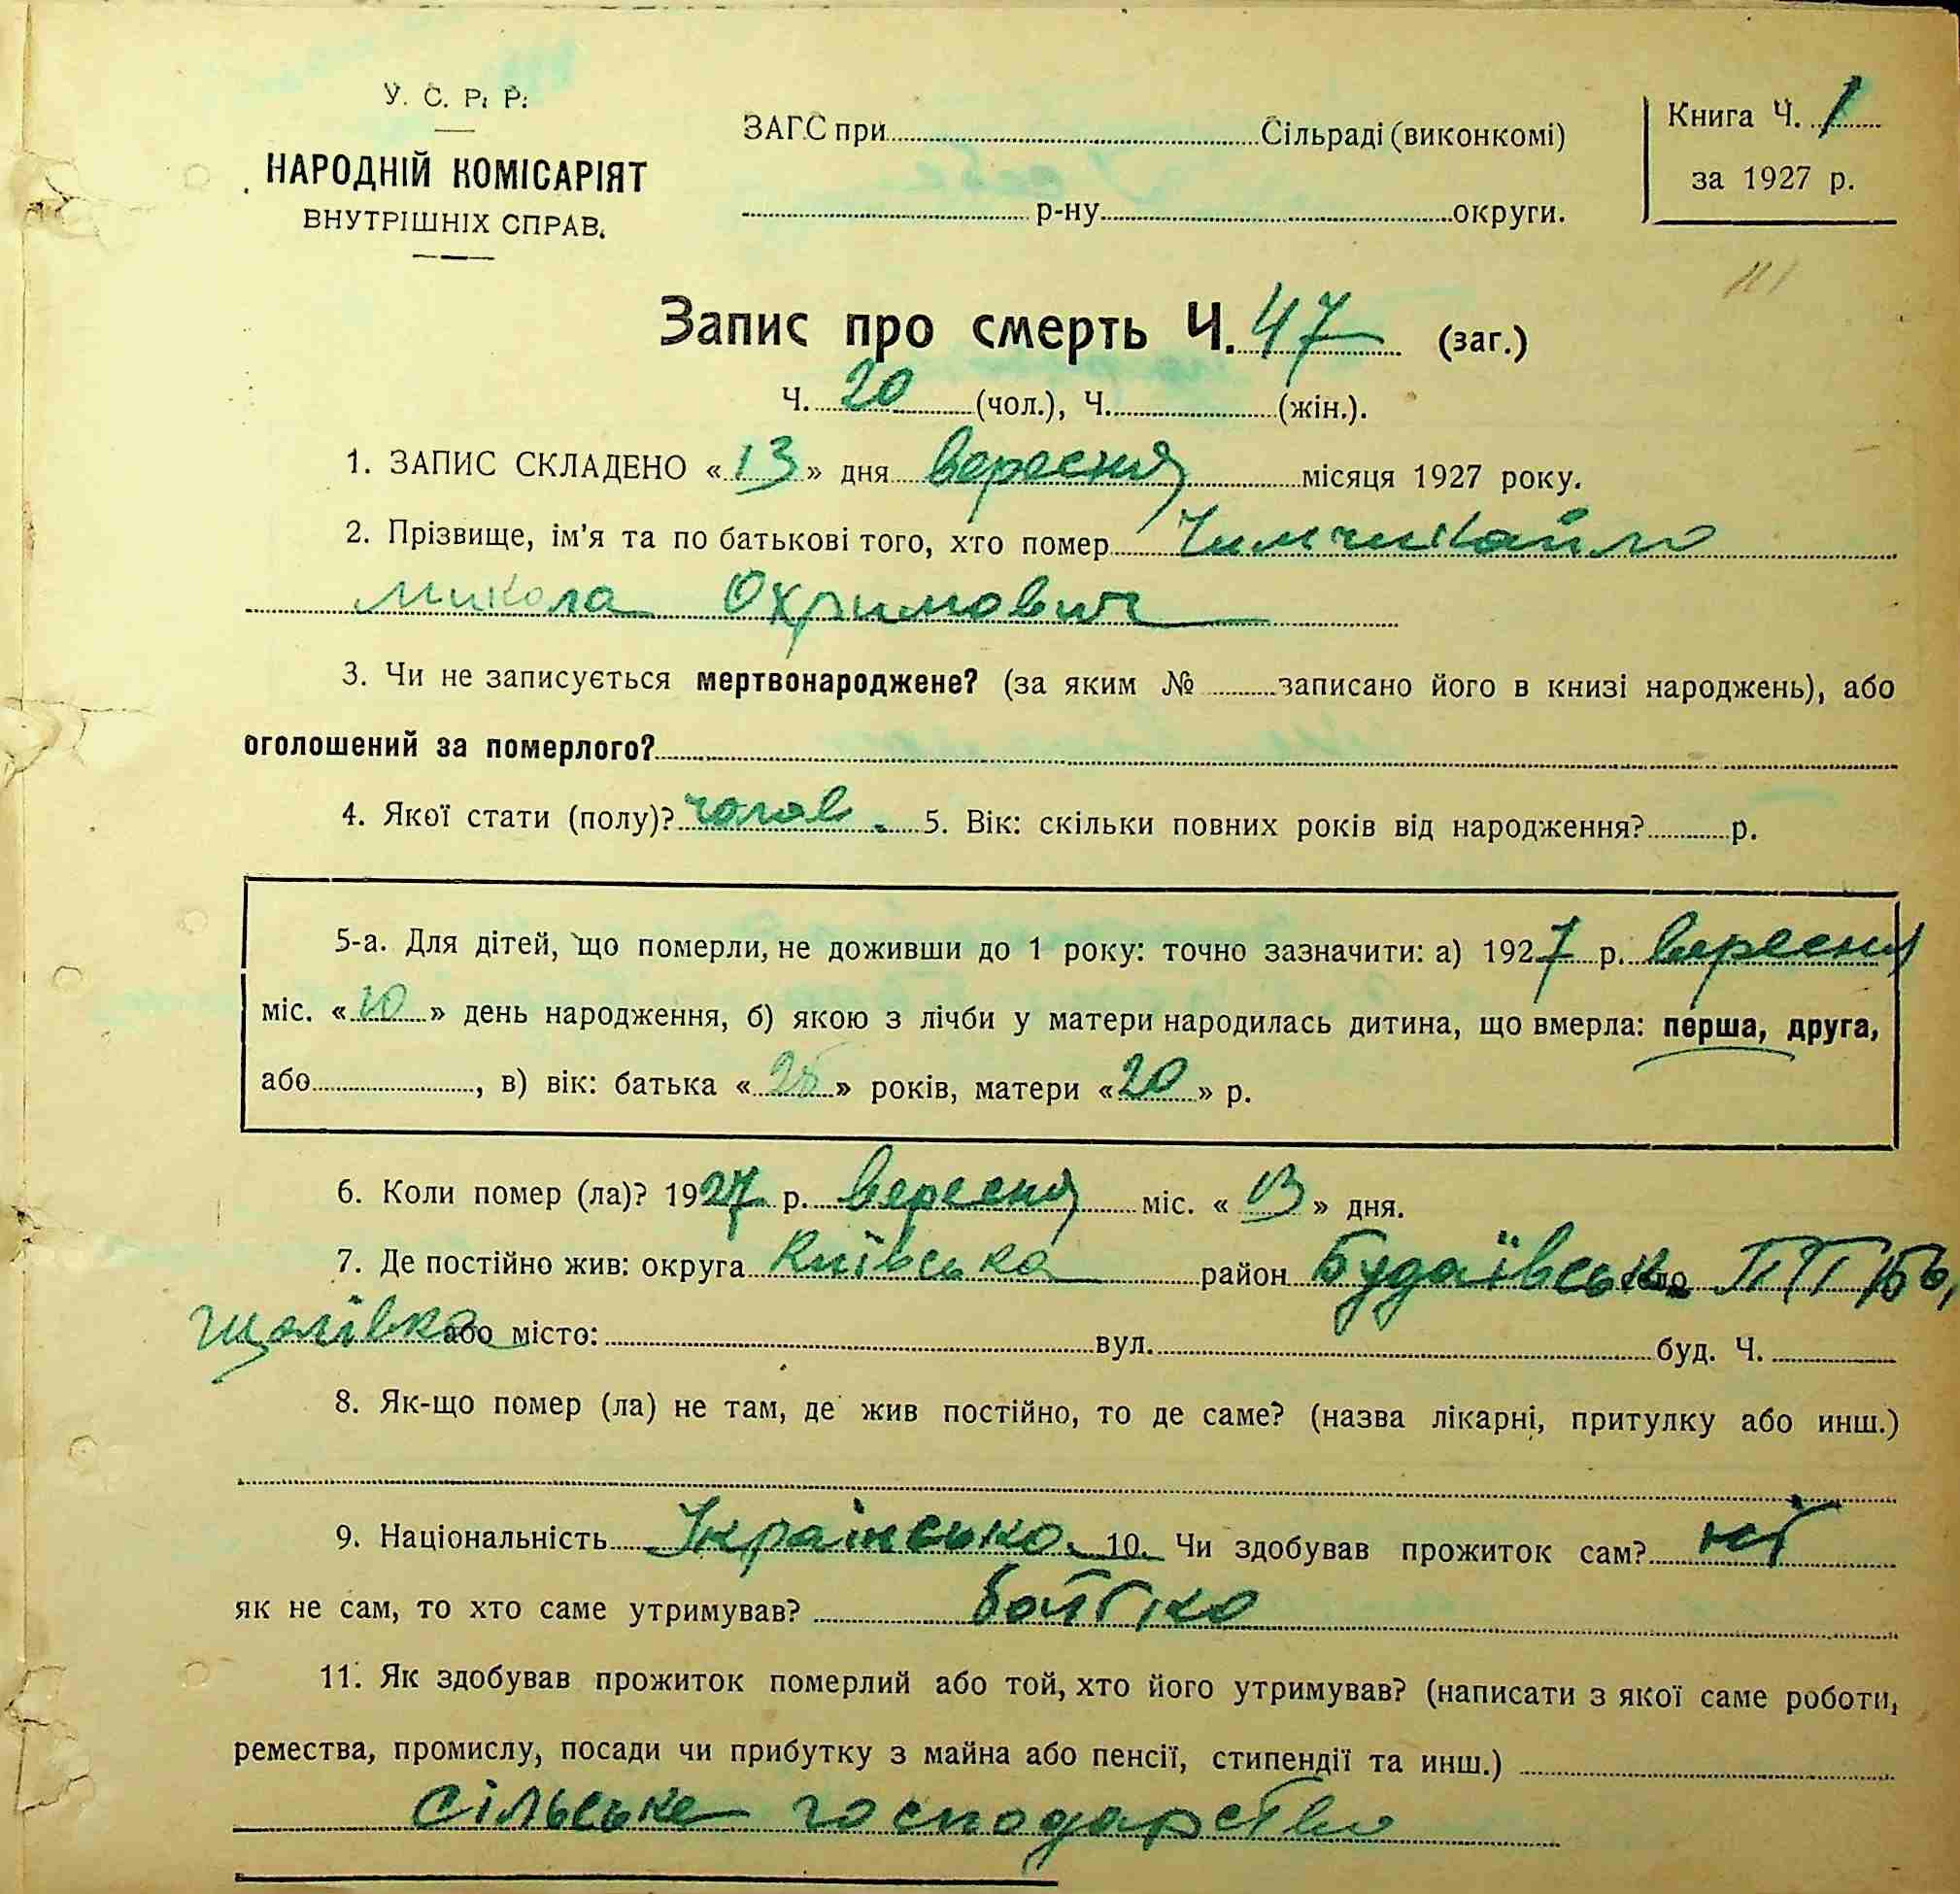 У. С. Р. Р.
НАРОДНІЙ КОМІСАРІЯТ
ВНУТРІШНІХ СПРАВ.
ЗАГС при Сільраді (виконкомі)
р-ну округи.
Книга Ч. 1
за 1927 р.
111
Запис про смерть Ч. 47 (заг.)
Ч. 20 (чол.), Ч. (жін.).
1. ЗАПИС СКЛАДЕНО «13» дня вересня місяця 1927 року.
2. Прізвище, ім'я та по батькові того, хто помер
Микола Охримович
3. Чи не записується мертвонароджене? (за яким № записано його в книзі народжень), або
оголошений за померлого?
4. Якої стати (полу)? чолов. 5. Вік: скільки повних років від народження? р.
5-а. Для дітей, що померли, не доживши до 1 року: точно зазначити: а) 1927 р. вересня
міс. «10» день народження, б) якою з лічби у матери народилась дитина, що вмерла: перша, друга,
або , в) вік: батька «25» років, матери «20» р.
6. Коли помер (ла)? 1927 р. вересня міс. «13» дня.
7. Де постійно жив: округа Київська район Будаївськ село
або місто: вул. буд. Ч.
8. Як-що помер (ла) не там, де жив постійно, то де саме? (назва лікарні, притулку або инш.)
9. Національність Українська. 10. Чи здобував прожиток сам? ні
як не сам, то хто саме утримував? батько
11. Як здобував прожиток померлий або той, хто його утримував? (написати з якої саме роботи,
ремества, промислу, посади чи прибутку з майна або пенсії, стипендії та инш.)
сільське господарство